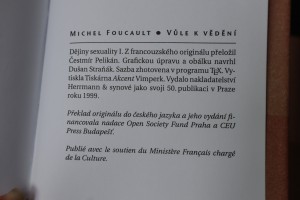 MICHEL FOUCAULT • VŮLE K VĚDĚNÍ
Dějiny sexuality I. Z francouzského originálu přeložil
Čestmír Pelikán. Grafickou úpravu a obálku navrhl
Dušan Straňák. Sazba zhotovena v programu TEX. Vy-
tiskla Tiskárna Akcent Vimperk. Vydalo nakladatelství
Herrmann & synové jako svoji 50. publikaci v Praze
roku 1999.
Překlad originálu do českého jazyka a jeho vydání fi-
nancovala nadace Open Society Fund Praha a CEU
Press Budapešť.
Publié avec le soutien du Ministère Français chargé
de la Culture.